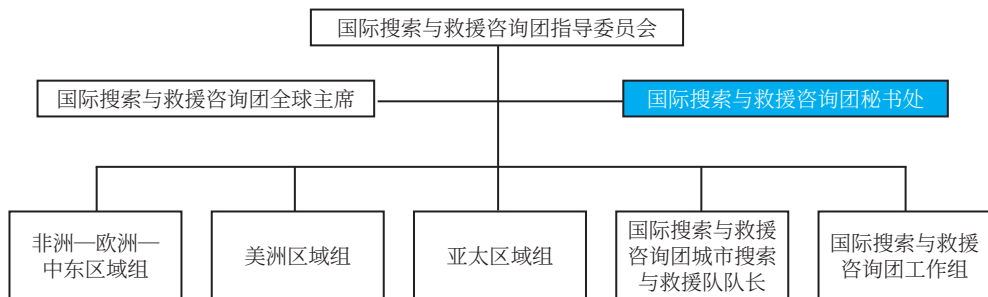 国际搜索与救援咨询团指导委员会
国际搜索与救援咨询团全球主席
国际搜索与救援咨询团秘书处
非洲—欧洲—
中东区域组
美洲区域组
亚太区域组
国际搜索与救援
咨询团城市搜索
与救援队队长
国际搜索与救援
咨询团工作组